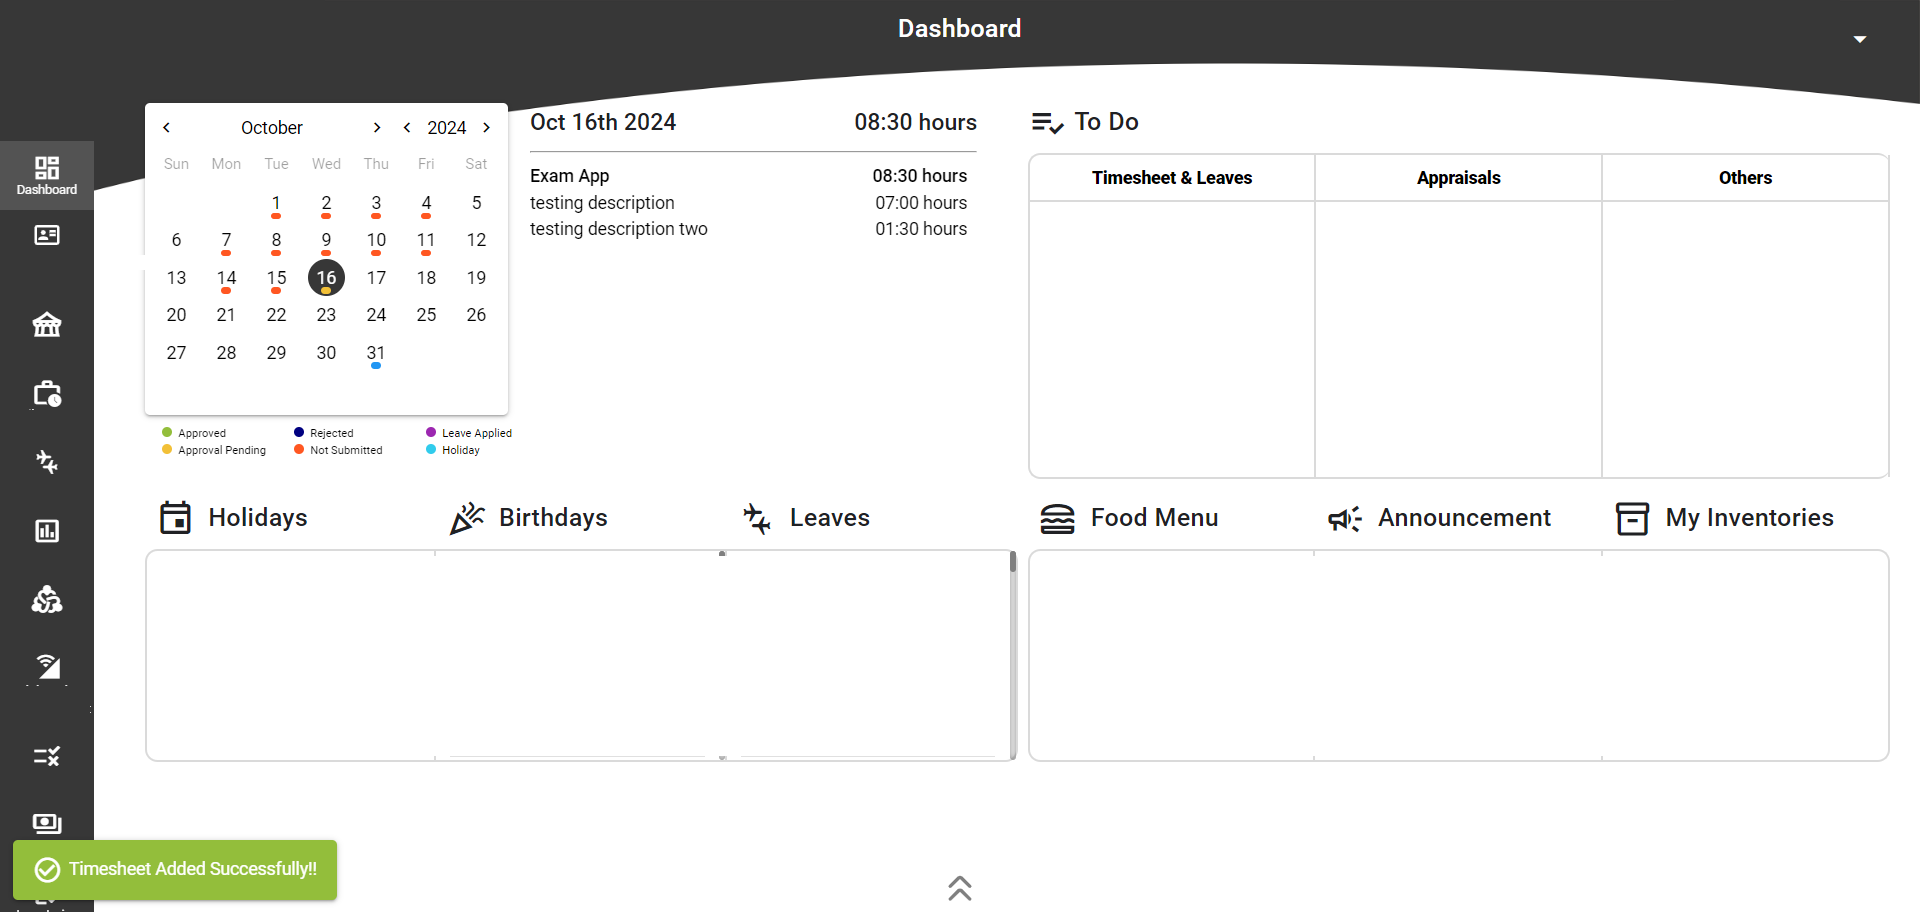 Dashboard
Dashboard
October 2024
Sun Mon Tue Wed Thu Fri Sat
1 2 3 4 5
6 7 8 9 10 11 12
13 14 15 16 17 18 19
20 21 22 23 24 25 26
27 28 29 30 31
Approved Rejected Leave Applied
Approval Pending Not Submitted Holiday
Oct 16th 2024 08:30 hours
Exam App 08:30 hours
testing description 07:00 hours
testing description two 01:30 hours
To Do
Timesheet & Leaves Appraisals Others
Holidays Birthdays Leaves
Food Menu Announcement My Inventories
Timesheet Added Successfully!!